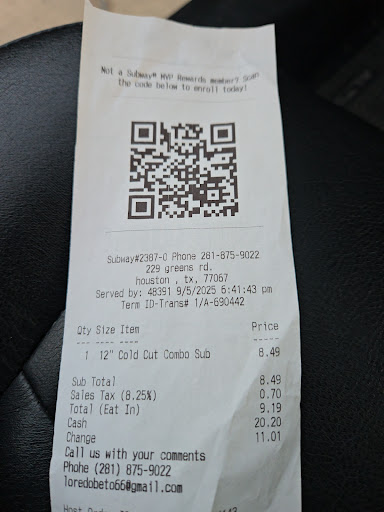 Not a Subway® MVP Rewards member? Scan
the code below to enroll today!
Subway#2387-0 Phone 281-875-9022
229 greens rd.
houston , tx, 77067
Served by: 48391 9/5/2025 6:41:43 pm
Term ID-Trans# 1/A-690442
Qty Size Item Price
--- ---- ---- -----
1 12" Cold Cut Combo Sub 8.49
Sub Total 8.49
Sales Tax (8.25%) 0.70
Total (Eat In) 9.19
Cash 20.20
Change 11.01
Call us with your comments
Phohe (281) 875-9022
loredobeto66@gmail.com